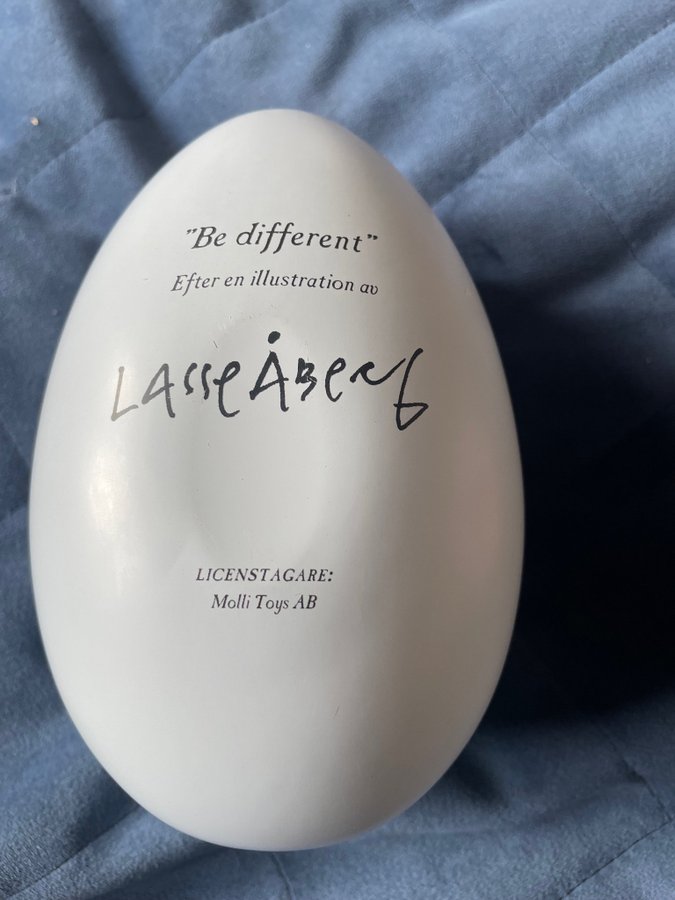 "Be different"
Efter en illustration av
LASSE ÅBERG
LICENSTAGARE:
Molli Toys AB